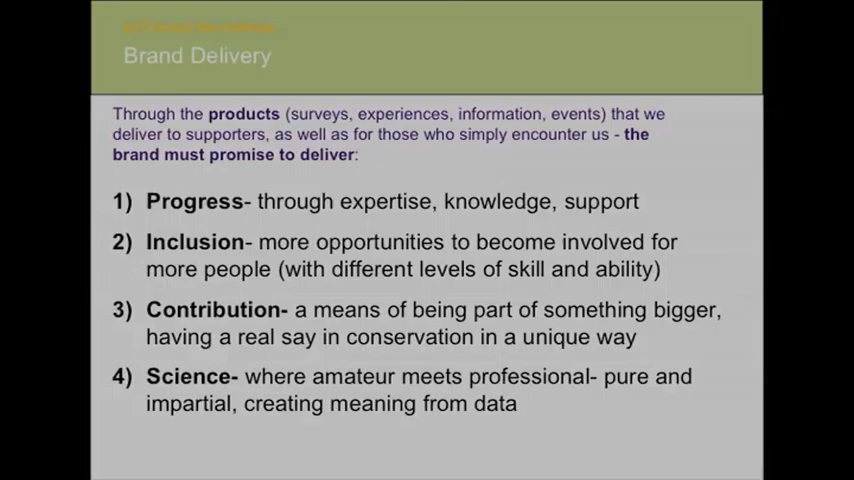 Brand Delivery
Through the products (surveys, experiences, information, events) that we
deliver to supporters, as well as for those who simply encounter us - the
brand must promise to deliver:
1) Progress- through expertise, knowledge, support
2) Inclusion- more opportunities to become involved for
more people (with different levels of skill and ability)
3) Contribution- a means of being part of something bigger,
having a real say in conservation in a unique way
4) Science- where amateur meets professional- pure and
impartial, creating meaning from data